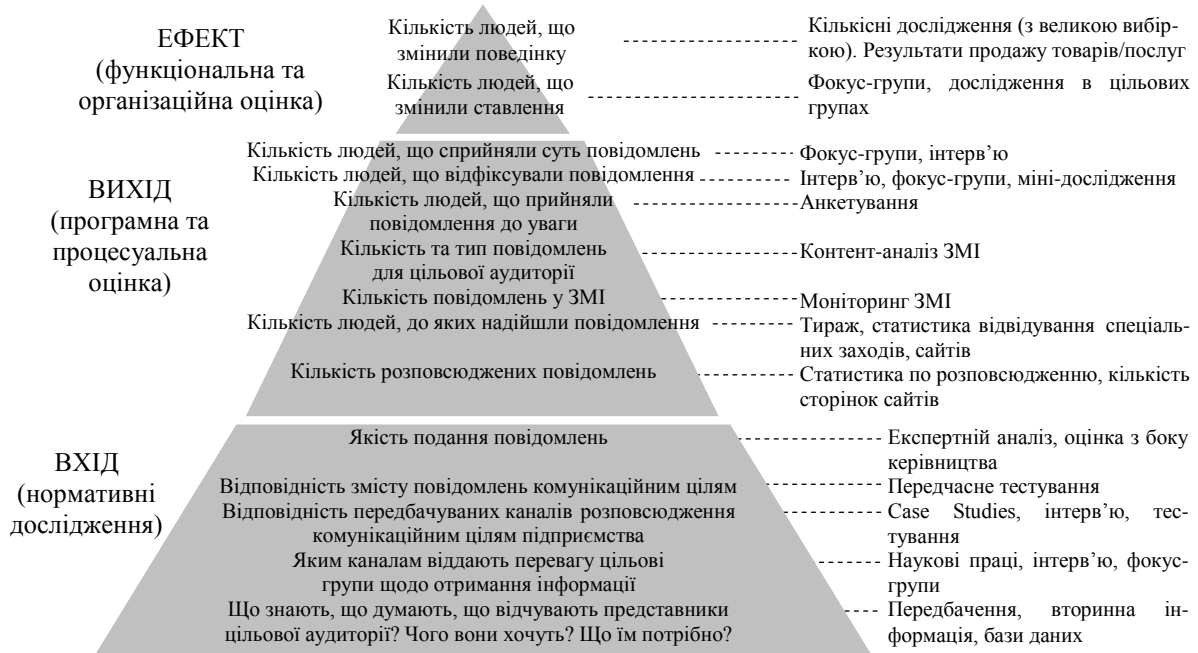 ЕФЕКТ
(функціональна та
організаційна оцінка)
Кількість людей, що
змінили поведінку
Кількісні дослідження (з великою вибір-
кою). Результати продажу товарів/послуг
Кількість людей, що
змінили ставлення
Фокус-групи, дослідження в цільових
групах
ВИХІД
(програмна та
процесуальна
оцінка)
Кількість людей, що сприйняли суть повідомлень
Фокус-групи, інтерв’ю
Кількість людей, що відфіксували повідомлення
Інтерв’ю, фокус-групи, міні-дослідження
Кількість людей, що прийняли
повідомлення до уваги
Анкетування
Кількість та тип повідомлень
для цільової аудиторії
Контент-аналіз ЗМІ
Кількість повідомлень у ЗМІ
Моніторинг ЗМІ
Кількість людей, до яких надійшли повідомлення
Тираж, статистика відвідування спеціаль-
них заходів, сайтів
Кількість розповсюджених повідомлень
Статистика по розповсюдженню, кількість
сторінок сайтів
ВХІД
(нормативні
дослідження)
Якість подання повідомлень
Експертній аналіз, оцінка з боку
керівництва
Відповідність змісту повідомлень комунікаційним цілям
Передчасне тестування
Відповідність передбачуваних каналів розповсюдження
комунікаційним цілям підприємства
Case Studies, інтерв’ю, тес-
тування
Яким каналам віддають перевагу цільові
групи щодо отримання інформації
Наукові праці, інтерв’ю, фокус-
групи
Що знають, що думають, що відчувають представники
цільової аудиторії? Чого вони хочуть? Що їм потрібно?
Передбачення, вторинна ін-
формація, бази даних